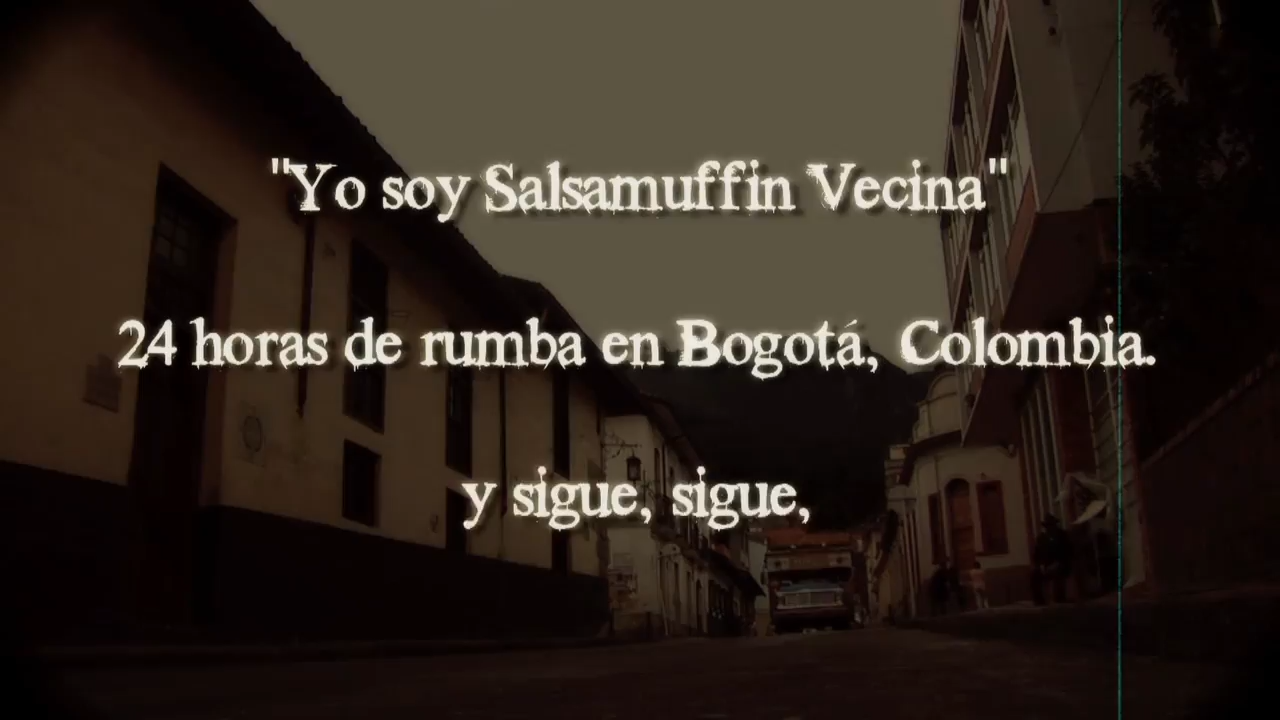 "Yo soy Salsamuffin Vecina"
24 horas de rumba en Bogotá, Colombia.
y sigue, sigue,